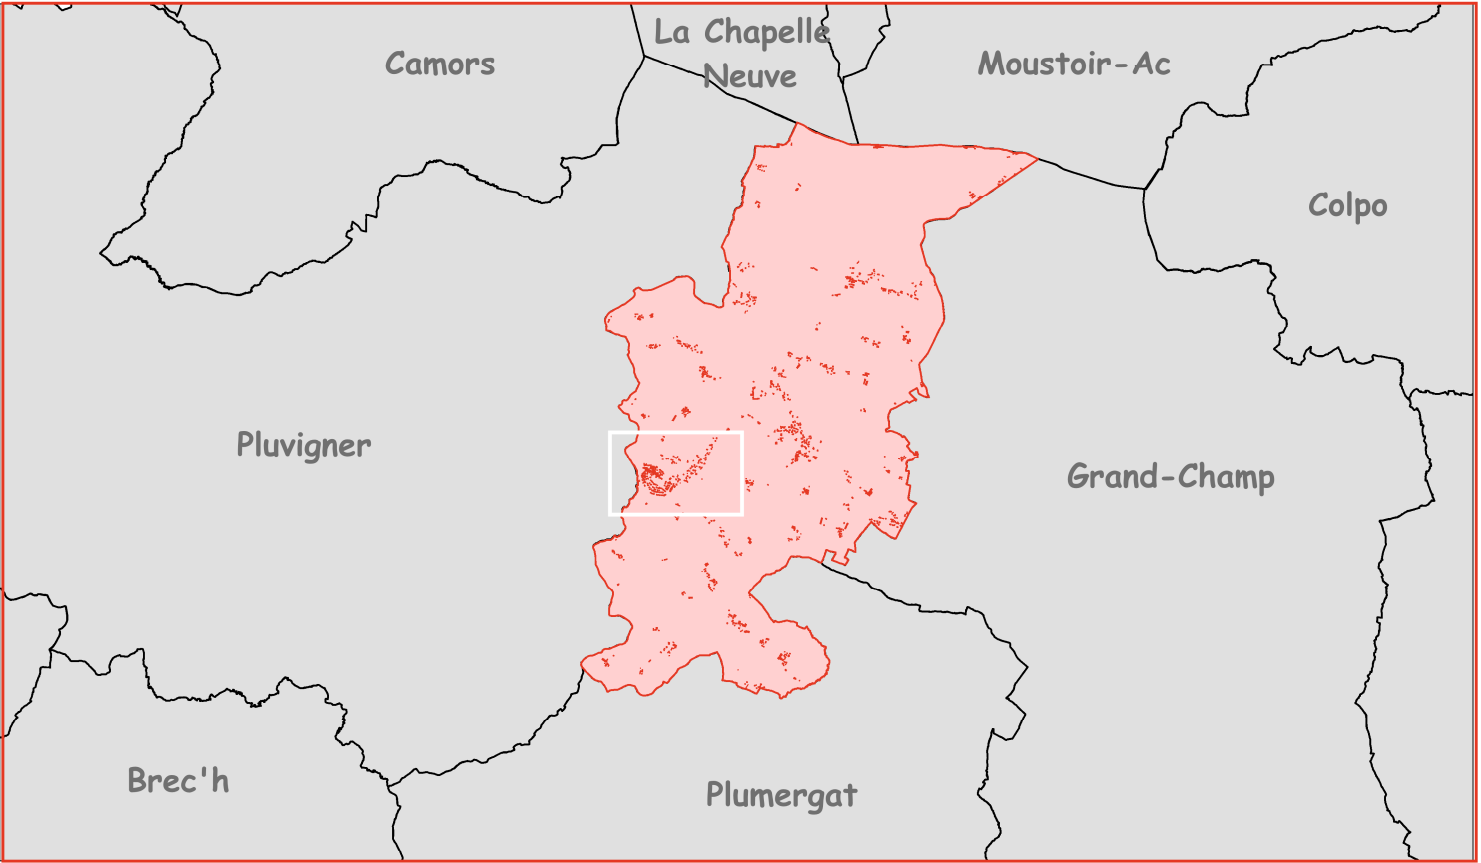 La Chapelle
Neuve
Camors
Moustoir-Ac
Colpo
Pluvigner
Grand-Champ
Brec'h
Plumergat